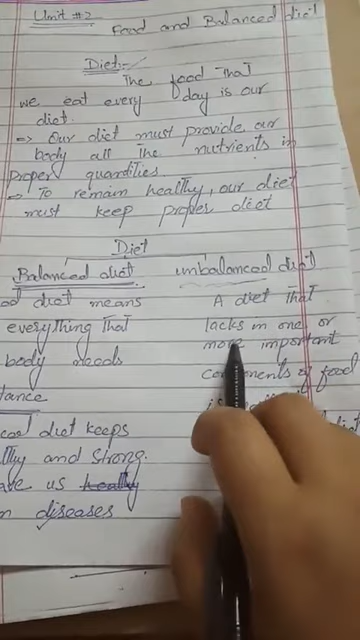 Unit #2
Food and Balanced diet
Diet:-
The food That
we eat every day is our
diet.
=> Our diet must provide our
body all The nutrients in
proper quantities
=> To remain healthy, our diet
must keep proper diet
Diet
Balanced diet
diet means
everything that
body needs
diet keeps
and strong.
us healthy
diseases
unbalanced diet
A diet That
lacks in one or
more important
of food